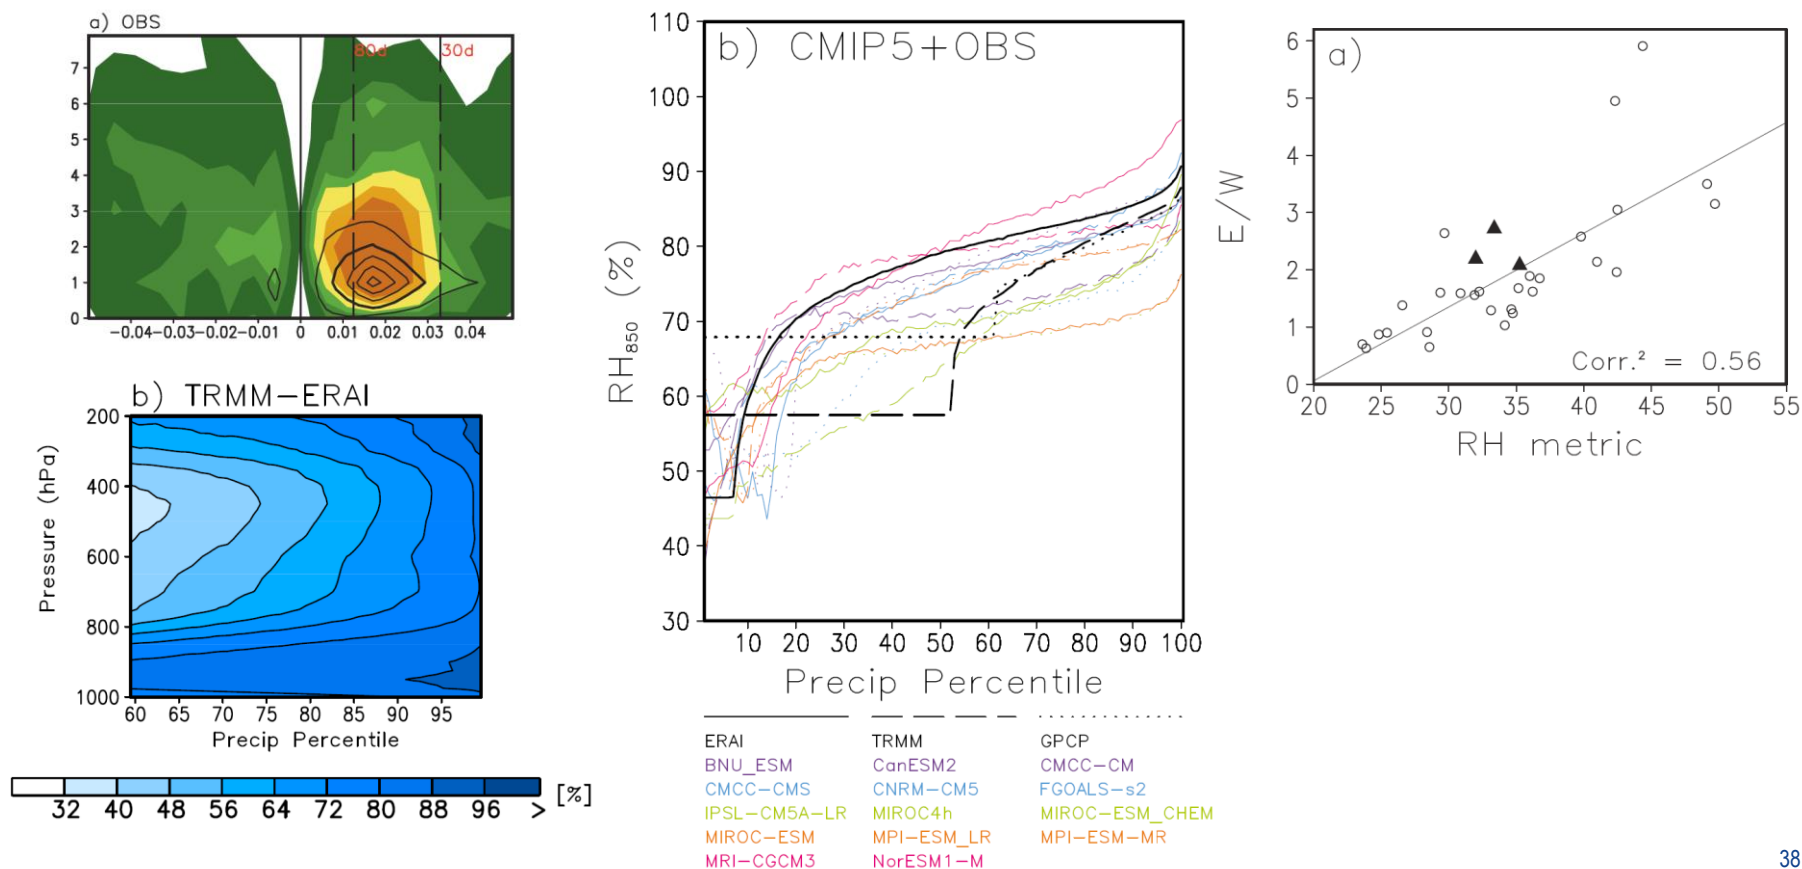 a) OBS
80d 30d
7
6
5
4
3
2
1
0
−0.04−0.03−0.02−0.01 0 0.01 0.02 0.03 0.04
b) TRMM−ERAI
Pressure (hPa)
200
400
600
800
1000
60 65 70 75 80 85 90 95
Precip Percentile
32 40 48 56 64 72 80 88 96 > [%]
b) CMIP5+OBS
RH850 (%)
110
100
90
80
70
60
50
40
30
10 20 30 40 50 60 70 80 90 100
Precip Percentile
ERAI TRMM GPCP
BNU_ESM CanESM2 CMCC−CM
CMCC−CMS CNRM−CM5 FGOALS−s2
IPSL−CM5A−LR MIROC4h MIROC−ESM_CHEM
MIROC−ESM MPI−ESM_LR MPI−ESM−MR
MRI−CGCM3 NorESM1−M
a)
E/W
6
5
4
3
2
1
0
Corr.² = 0.56
20 25 30 35 40 45 50 55
RH metric
38